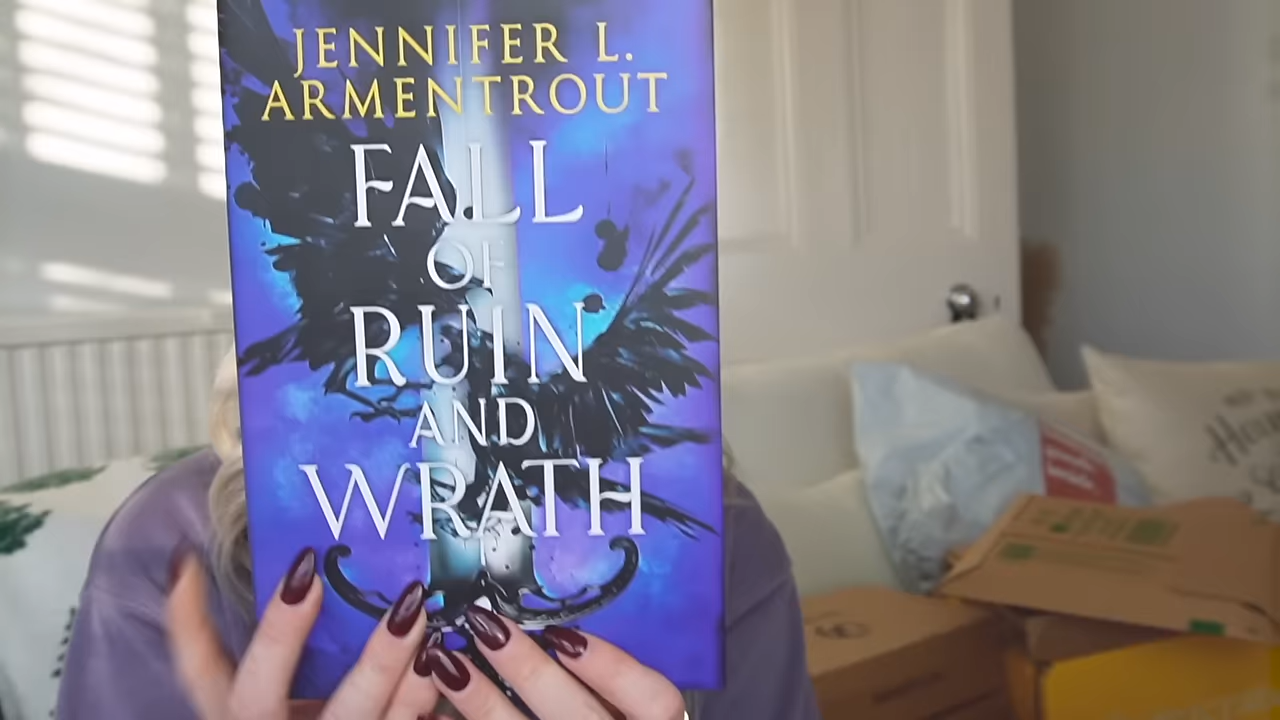 JENNIFER L.
ARMENTROUT
FALL
OF
RUIN
AND
WRATH